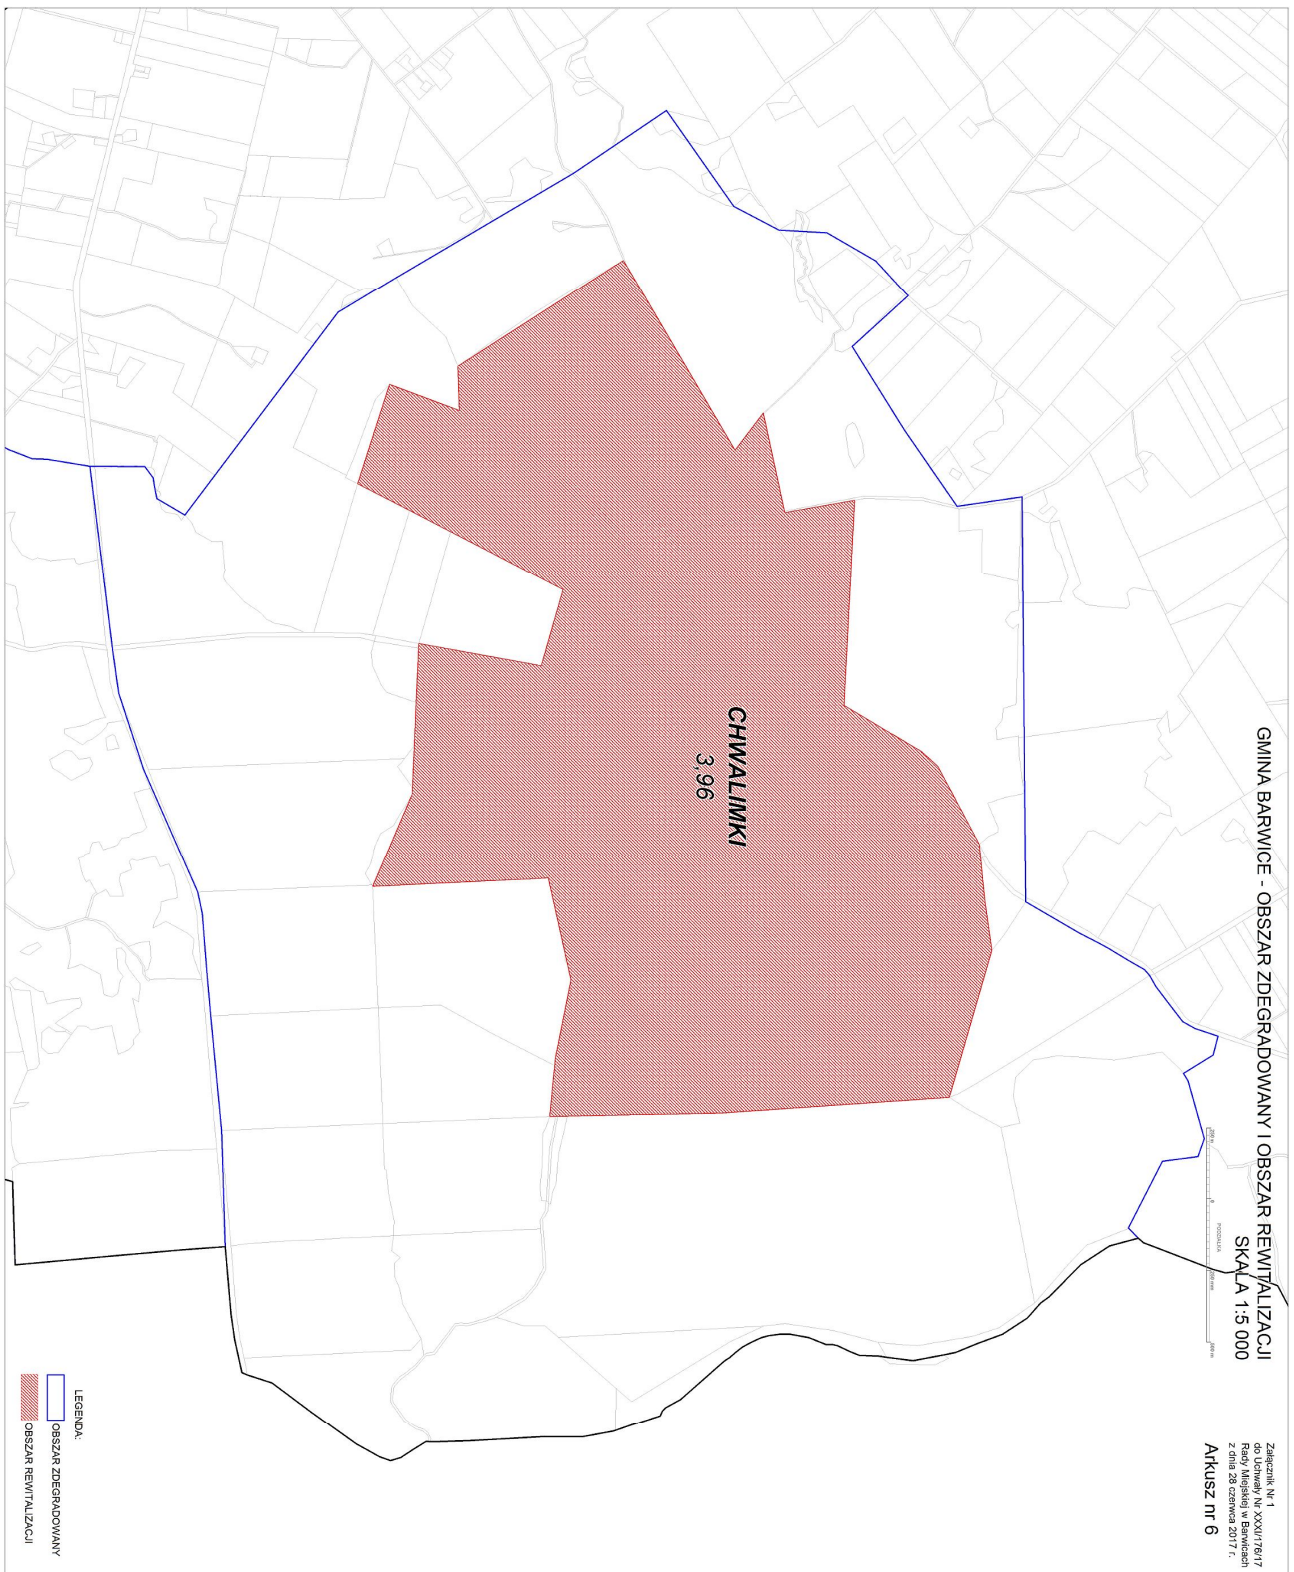 Załącznik Nr 1
do Uchwały Nr XXXI/176/17
Rady Miejskiej w Barwicach
z dnia 28 czerwca 2017 r.
Arkusz nr 6
GMINA BARWICE - OBSZAR ZDEGRADOWANY I OBSZAR REWITALIZACJI
SKALA 1:5 000
PODZIAŁKA
CHWALIMKI
3,96
LEGENDA:
OBSZAR ZDEGRADOWANY
OBSZAR REWITALIZACJI